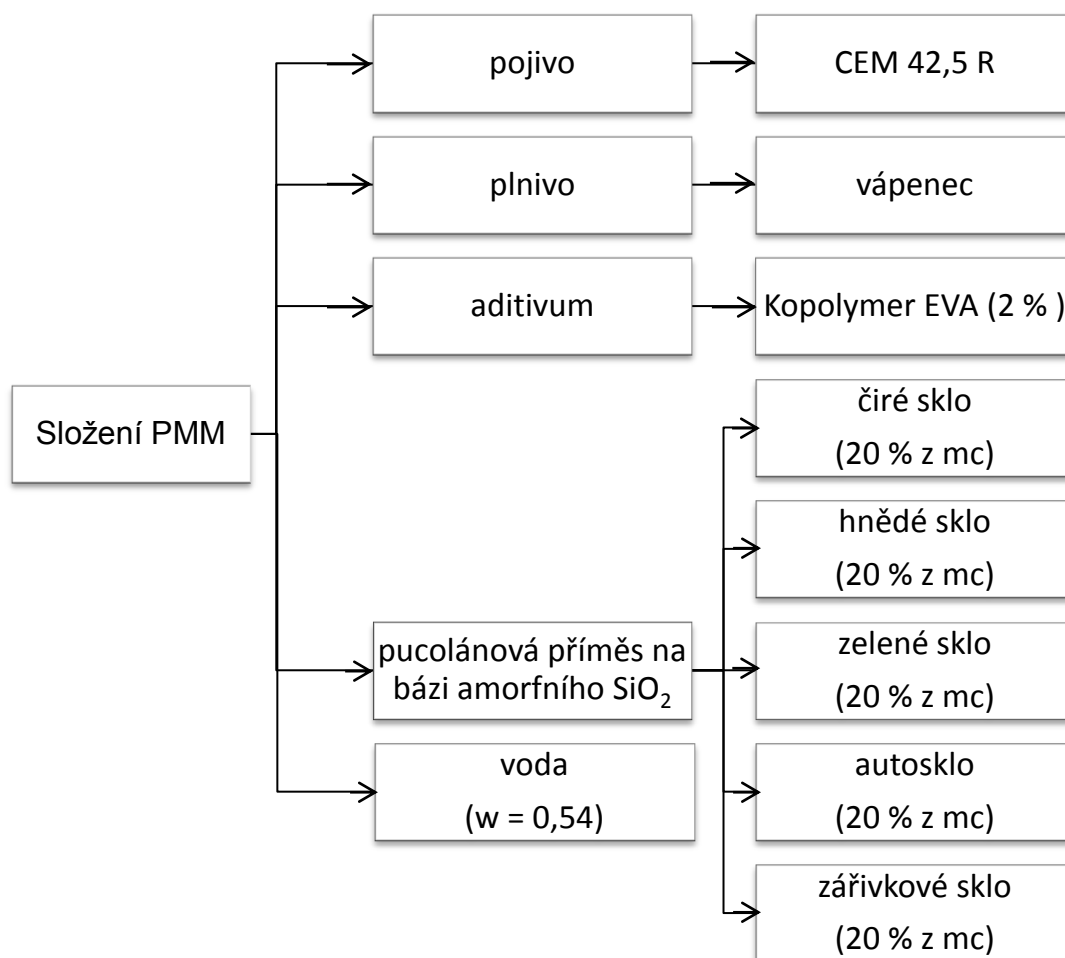 Složení PMM
pojivo
CEM 42,5 R
plnivo
vápenec
aditivum
Kopolymer EVA (2 % )
pucolánová příměs na
bázi amorfního SiO₂
čiré sklo
(20 % z mc)
hnědé sklo
(20 % z mc)
zelené sklo
(20 % z mc)
autosklo
(20 % z mc)
zářivkové sklo
(20 % z mc)
voda
(w = 0,54)